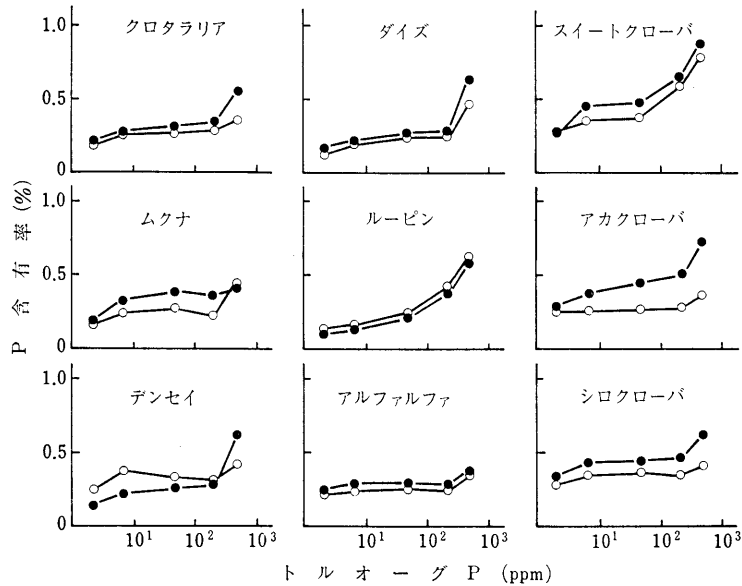 1.0
0.5
0
クロタラリア
ダイズ
スイートクローバ
1.0
0.5
0
ムクナ
ルーピン
アカクローバ
1.0
0.5
0
デンセイ
アルファルファ
シロクローバ
P 含有率(%)
10¹ 10² 10³
10¹ 10² 10³
10¹ 10² 10³
トルオーグP (ppm)